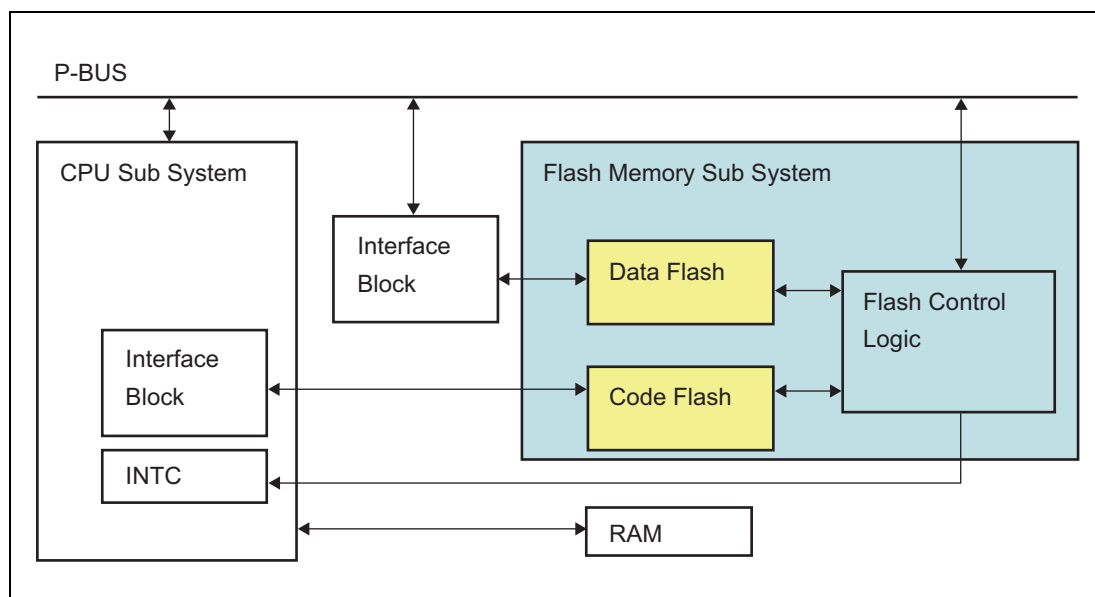 P-BUS
CPU Sub System
Flash Memory Sub System
Interface
Block
Data Flash
Flash Control
Logic
Interface
Block
Code Flash
INTC
RAM